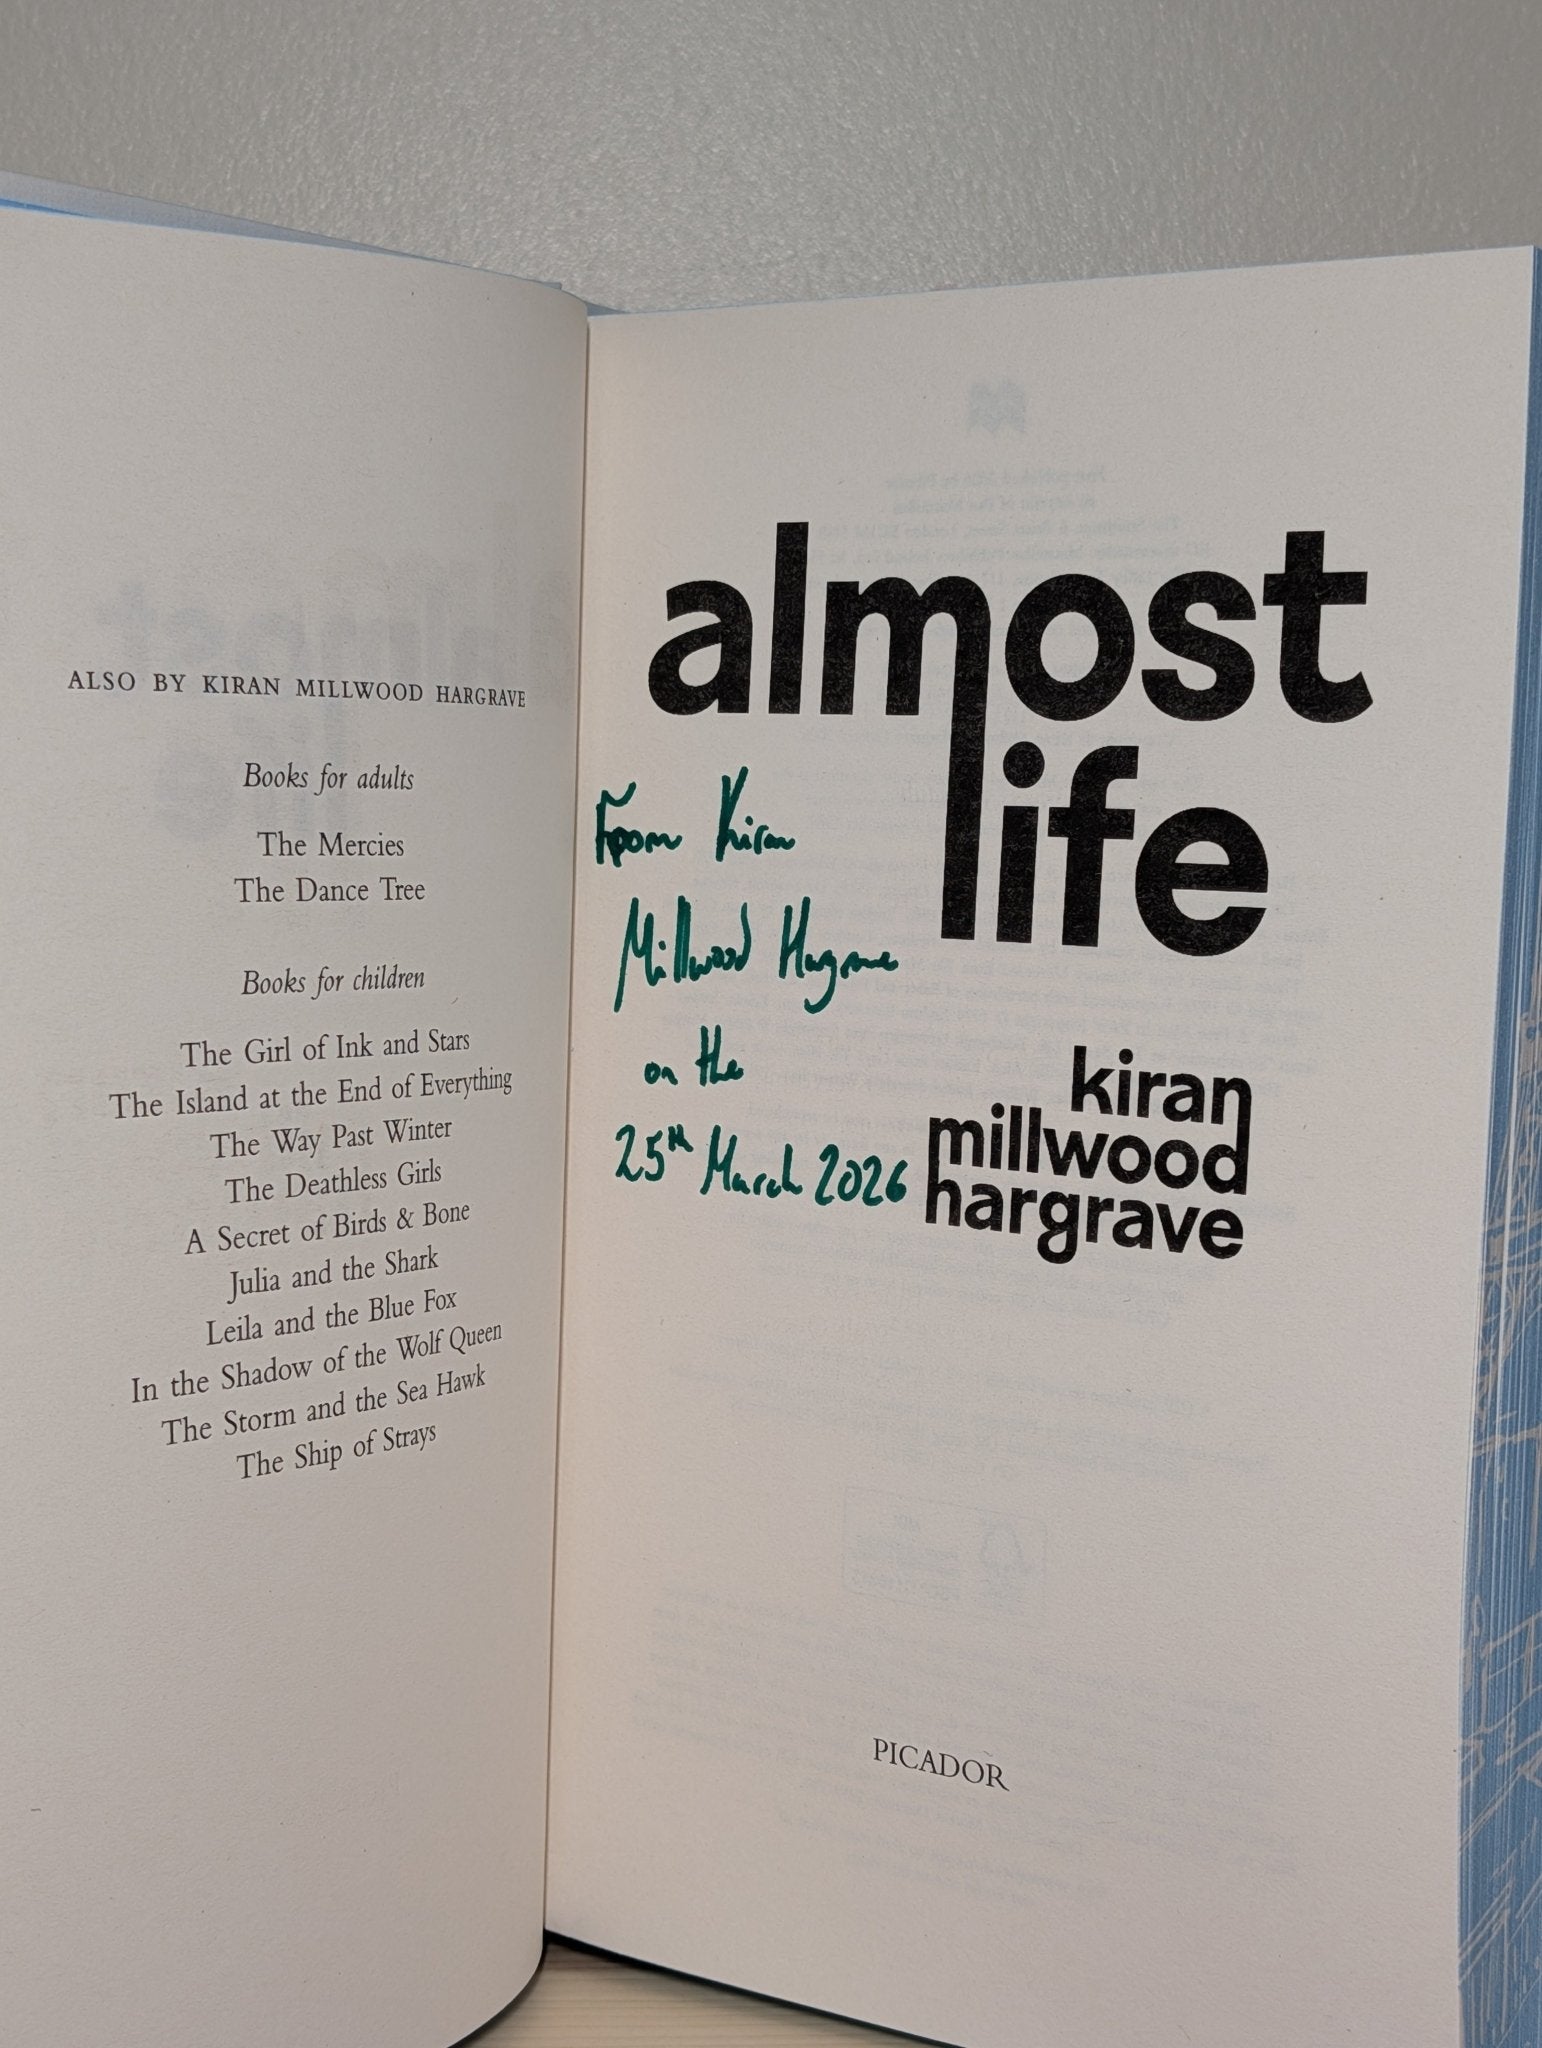 ALSO BY KIRAN MILLWOOD HARGRAVE
Books for adults
The Mercies
The Dance Tree
Books for children
The Girl of Ink and Stars
The Island at the End of Everything
The Way Past Winter
The Deathless Girls
A Secret of Birds & Bone
Julia and the Shark
Leila and the Blue Fox
In the Shadow of the Wolf Queen
The Storm and the Sea Hawk
The Ship of Strays
almost
life
From Kiran
Millwood Hargrave
on the
25th March 2026
kiran
millwood
hargrave
PICADOR